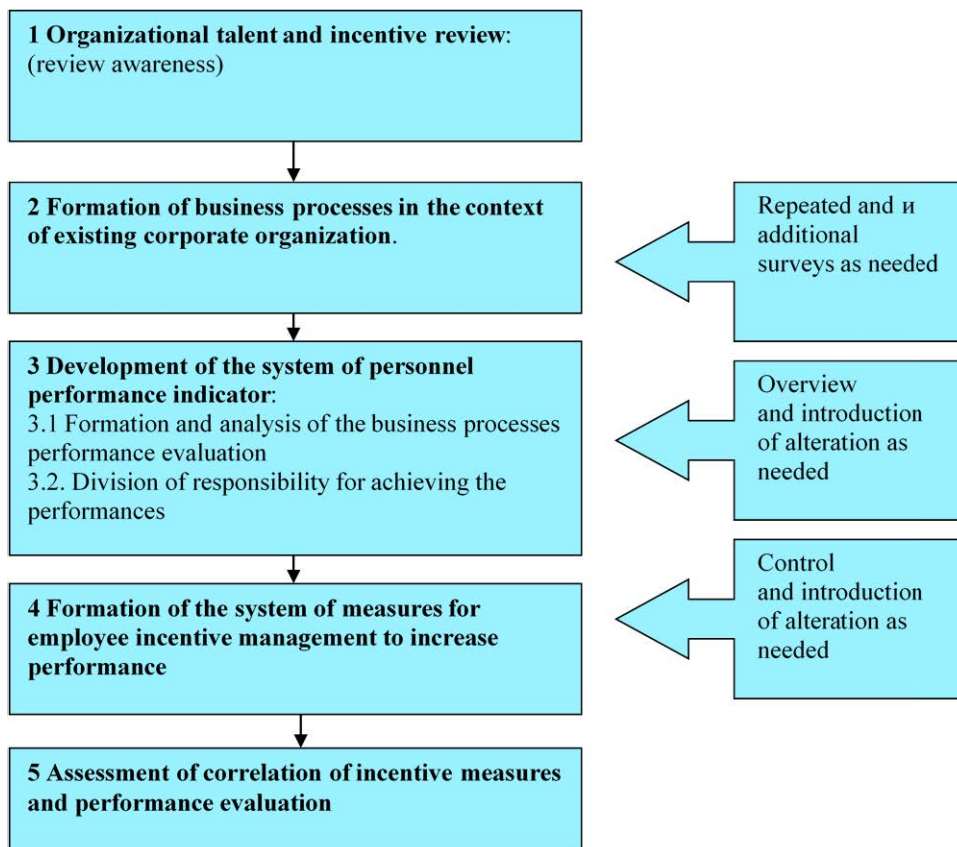 1 Organizational talent and incentive review:
(review awareness)
2 Formation of business processes in the context
of existing corporate organization.
Repeated and и
additional
surveys as needed
3 Development of the system of personnel
performance indicator:
3.1 Formation and analysis of the business processes
performance evaluation
3.2. Division of responsibility for achieving the
performances
Overview
and introduction
of alteration as
needed
4 Formation of the system of measures for
employee incentive management to increase
performance
Control
and introduction
of alteration as
needed
5 Assessment of correlation of incentive measures
and performance evaluation